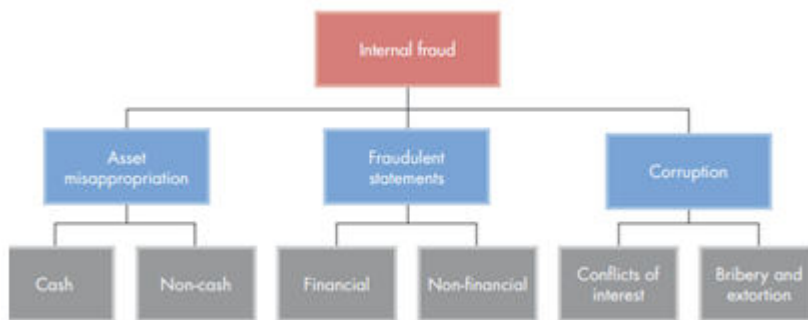 Internal fraud
Asset
misappropriation
Fraudulent
statements
Corruption
Cash
Non-cash
Financial
Non-financial
Conflicts of
interest
Bribery and
extortion